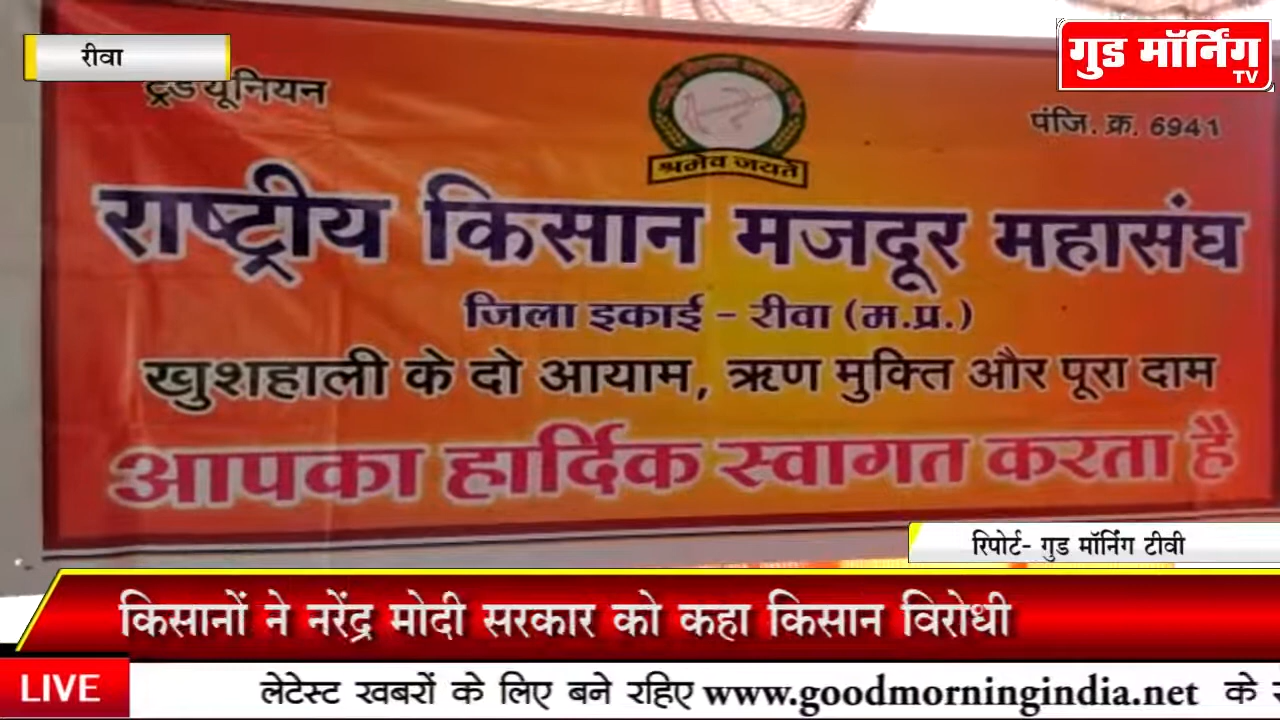 रीवा
गुड मॉर्निंग
TV
ट्रेड यूनियन
पंजि. क्र. 6941
श्रमेव जयते
राष्ट्रीय किसान मजदूर महासंघ
जिला इकाई - रीवा (म.प्र.)
खुशहाली के दो आयाम, ऋण मुक्ति और पूरा दाम
आपका हार्दिक स्वागत करता है
रिपोर्ट- गुड मॉर्निंग टीवी
किसानों ने नरेंद्र मोदी सरकार को कहा किसान विरोधी
LIVE लेटेस्ट खबरों के लिए बने रहिए www.goodmorningindia.net के